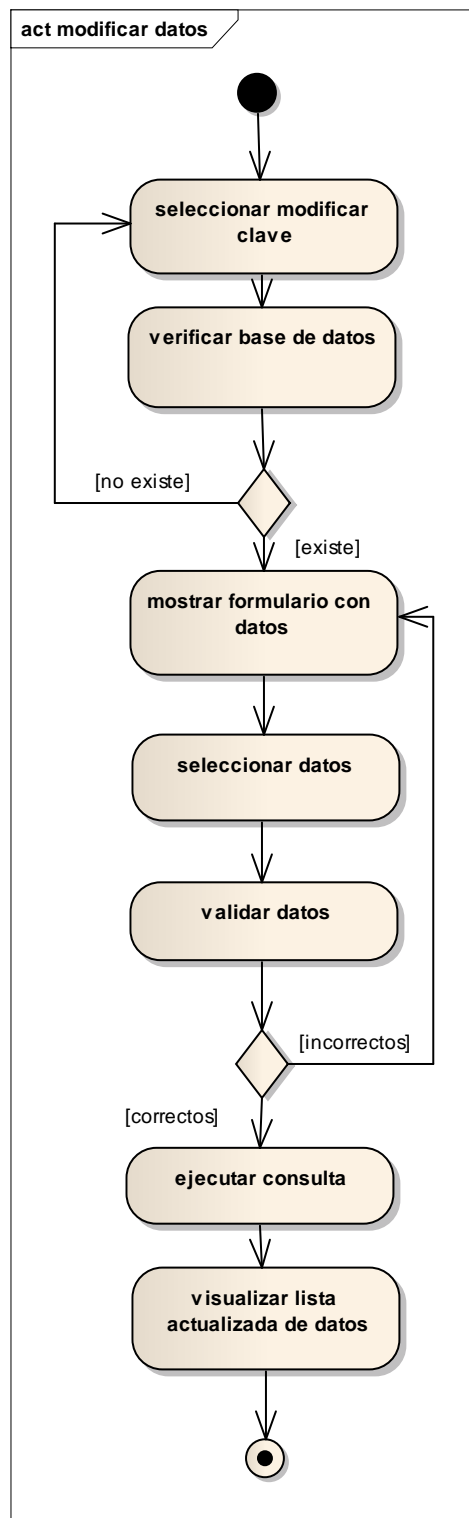 act modificar datos
seleccionar modificar
clave
verificar base de datos
[no existe]
[existe]
mostrar formulario con
datos
seleccionar datos
validar datos
[incorrectos]
[correctos]
ejecutar consulta
visualizar lista
actualizada de datos